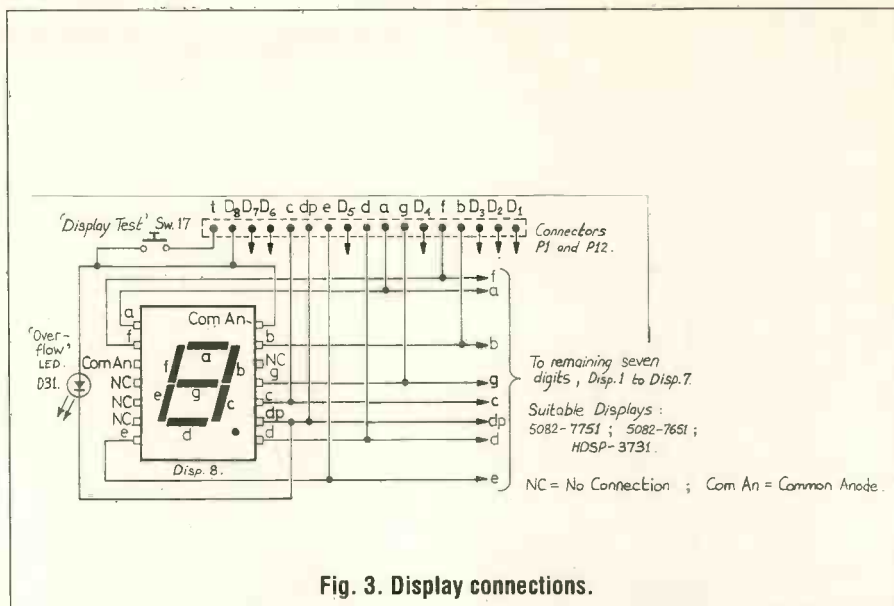 'Display Test' Sw.17
t D8 D7 D6 c dp e D5 d a g D4 f b D3 D2 D1
Connectors
P1 and P12.
f
a
b
g
c
dp
d
e
'Over-
flow'
LED.
D31.
a
f
Com An
NC
NC
NC
e
Com An
b
NC
g
c
dp
d
a
f
b
g
e
c
d
Disp. 8.
To remaining seven
digits, Disp.1 to Disp.7.
Suitable Displays :
5082-7751 ; 5082-7651 ;
HDSP-3731.
NC = No Connection ; Com An = Common Anode.
Fig. 3. Display connections.